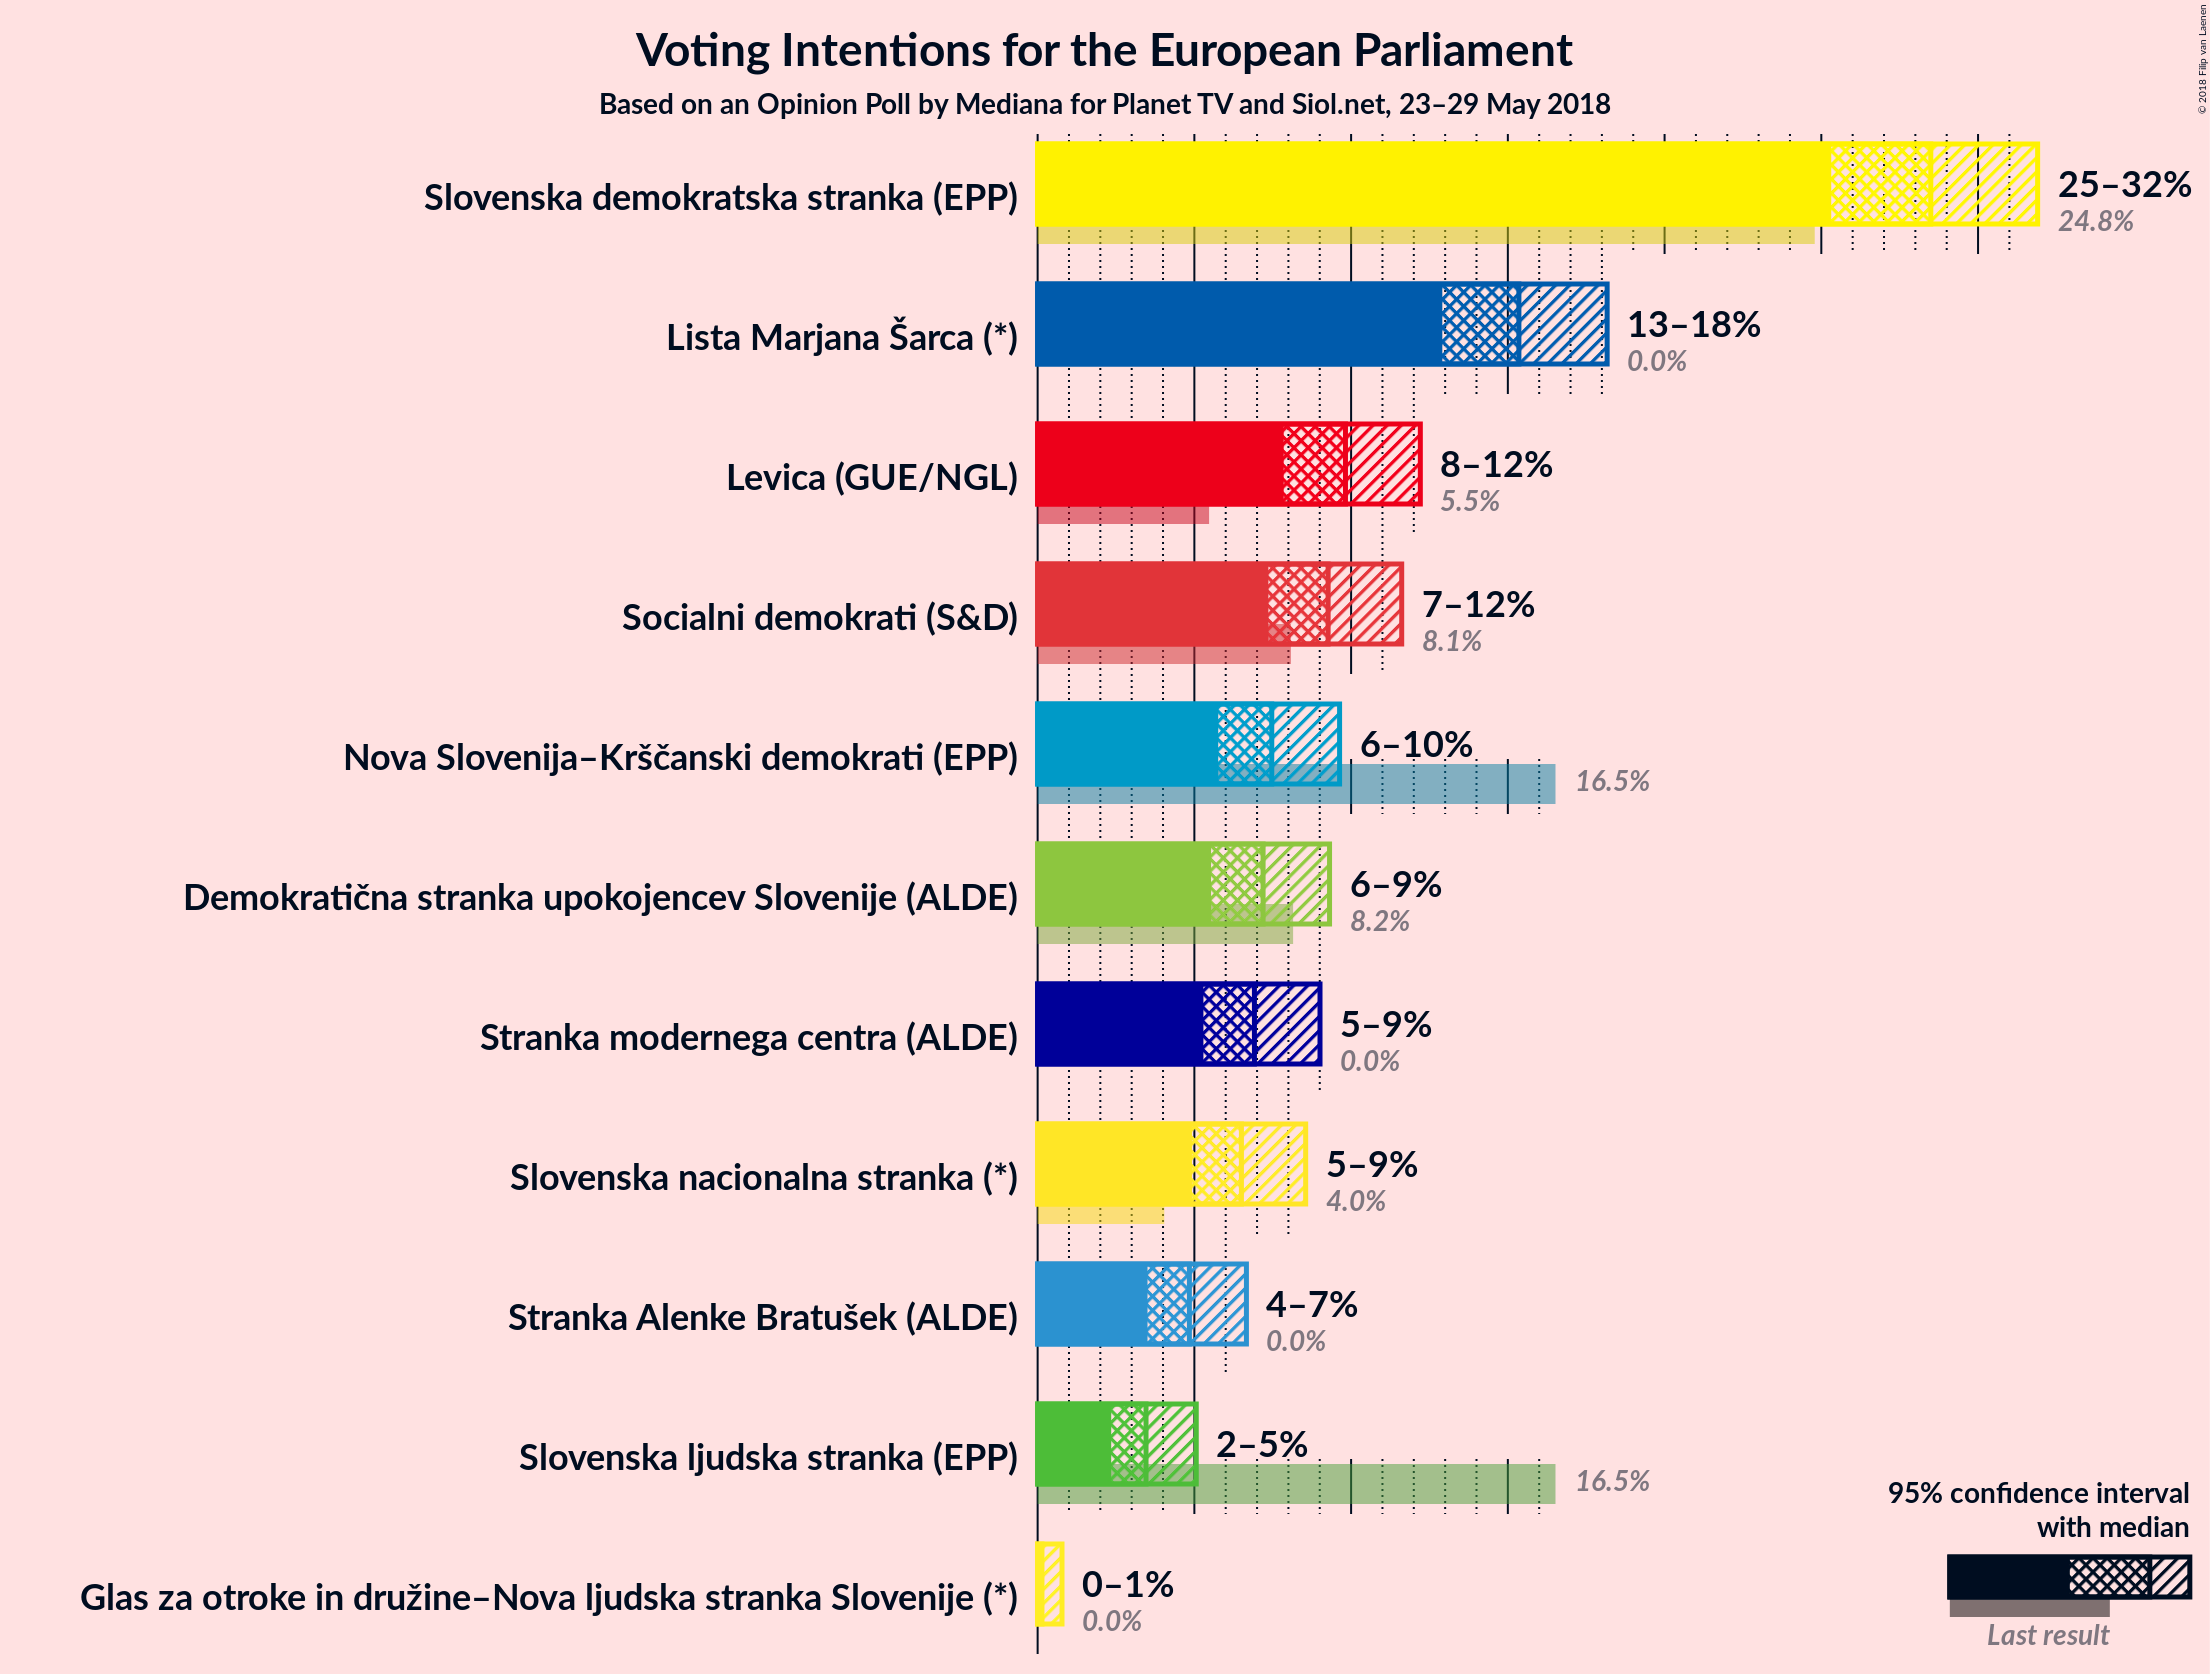 Voting Intentions for the European Parliament
Based on an Opinion Poll by Mediana for Planet TV and Siol.net, 23–29 May 2018
© 2018 Filip van Laenen
Slovenska demokratska stranka (EPP)
25–32%
24.8%
Lista Marjana Šarca (*)
13–18%
0.0%
Levica (GUE/NGL)
8–12%
5.5%
Socialni demokrati (S&D)
7–12%
8.1%
Nova Slovenija–Krščanski demokrati (EPP)
6–10%
16.5%
Demokratična stranka upokojencev Slovenije (ALDE)
6–9%
8.2%
Stranka modernega centra (ALDE)
5–9%
0.0%
Slovenska nacionalna stranka (*)
5–9%
4.0%
Stranka Alenke Bratušek (ALDE)
4–7%
0.0%
Slovenska ljudska stranka (EPP)
2–5%
16.5%
Glas za otroke in družine–Nova ljudska stranka Slovenije (*)
0–1%
0.0%
95% confidence interval
with median
Last result